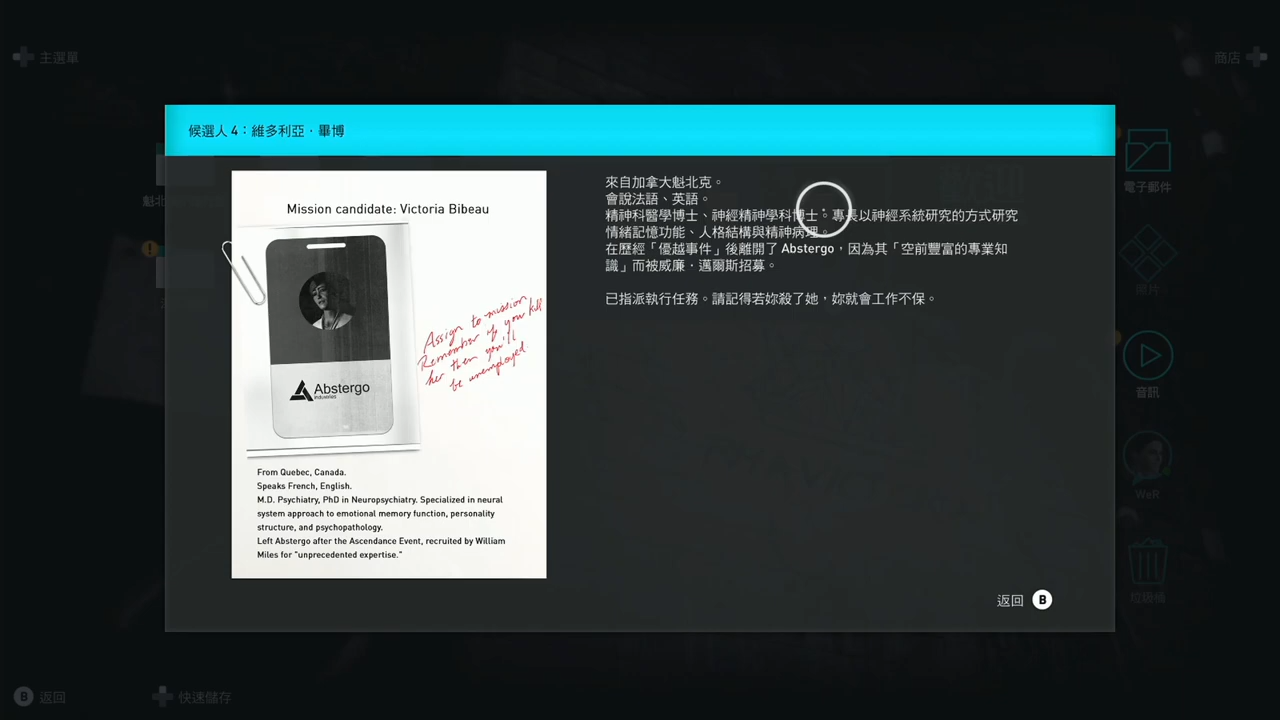 主選單
商店
候選人 4：維多利亞．畢博
Mission candidate: Victoria Bibeau
Assign to mission
Remember if you kill
her then you'll
be unemployed
Abstergo
Industries
From Quebec, Canada.
Speaks French, English.
M.D. Psychiatry, PhD in Neuropsychiatry. Specialized in neural
system approach to emotional memory function, personality
structure, and psychopathology.
Left Abstergo after the Ascendance Event, recruited by William
Miles for "unprecedented expertise."
來自加拿大魁北克。
會說法語、英語。
精神科醫學博士、神經精神學科博士。專長以神經系統研究的方式研究
情緒記憶功能、人格結構與精神病理。
在歷經「優越事件」後離開了 Abstergo，因為其「空前豐富的專業知
識」而被威廉．邁爾斯招募。
已指派執行任務。請記得若妳殺了她，妳就會工作不保。
電子郵件
照片
音訊
WeR
垃圾桶
返回 B
B 返回
快速儲存